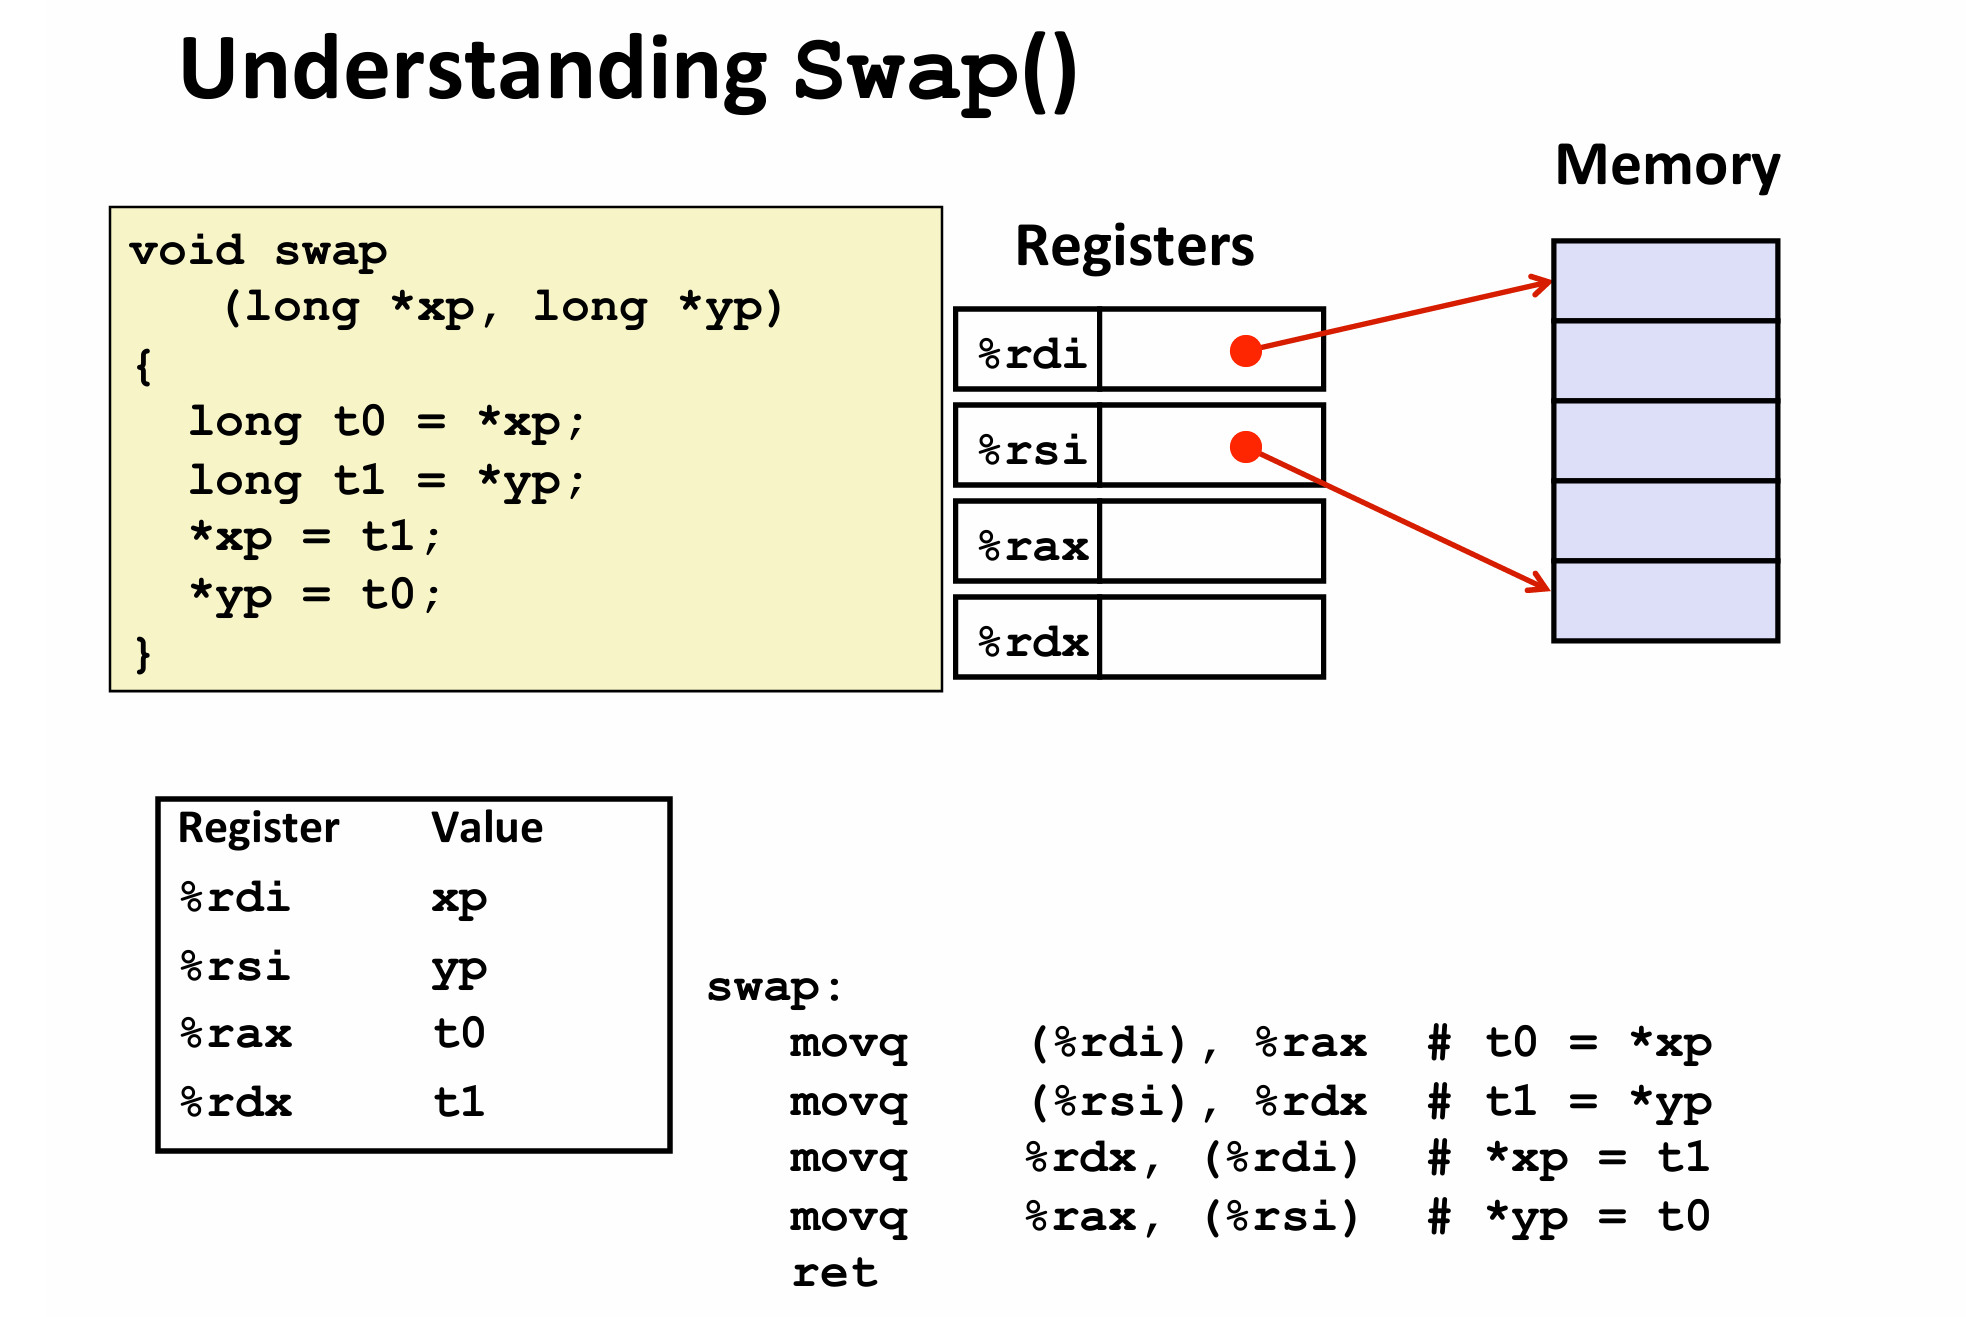 Understanding Swap()
void swap
(long *xp, long *yp)
{
long t0 = *xp;
long t1 = *yp;
*xp = t1;
*yp = t0;
}
Registers
%rdi
%rsi
%rax
%rdx
Memory
Register Value
%rdi xp
%rsi yp
%rax t0
%rdx t1
swap:
movq (%rdi), %rax # t0 = *xp
movq (%rsi), %rdx # t1 = *yp
movq %rdx, (%rdi) # *xp = t1
movq %rax, (%rsi) # *yp = t0
ret